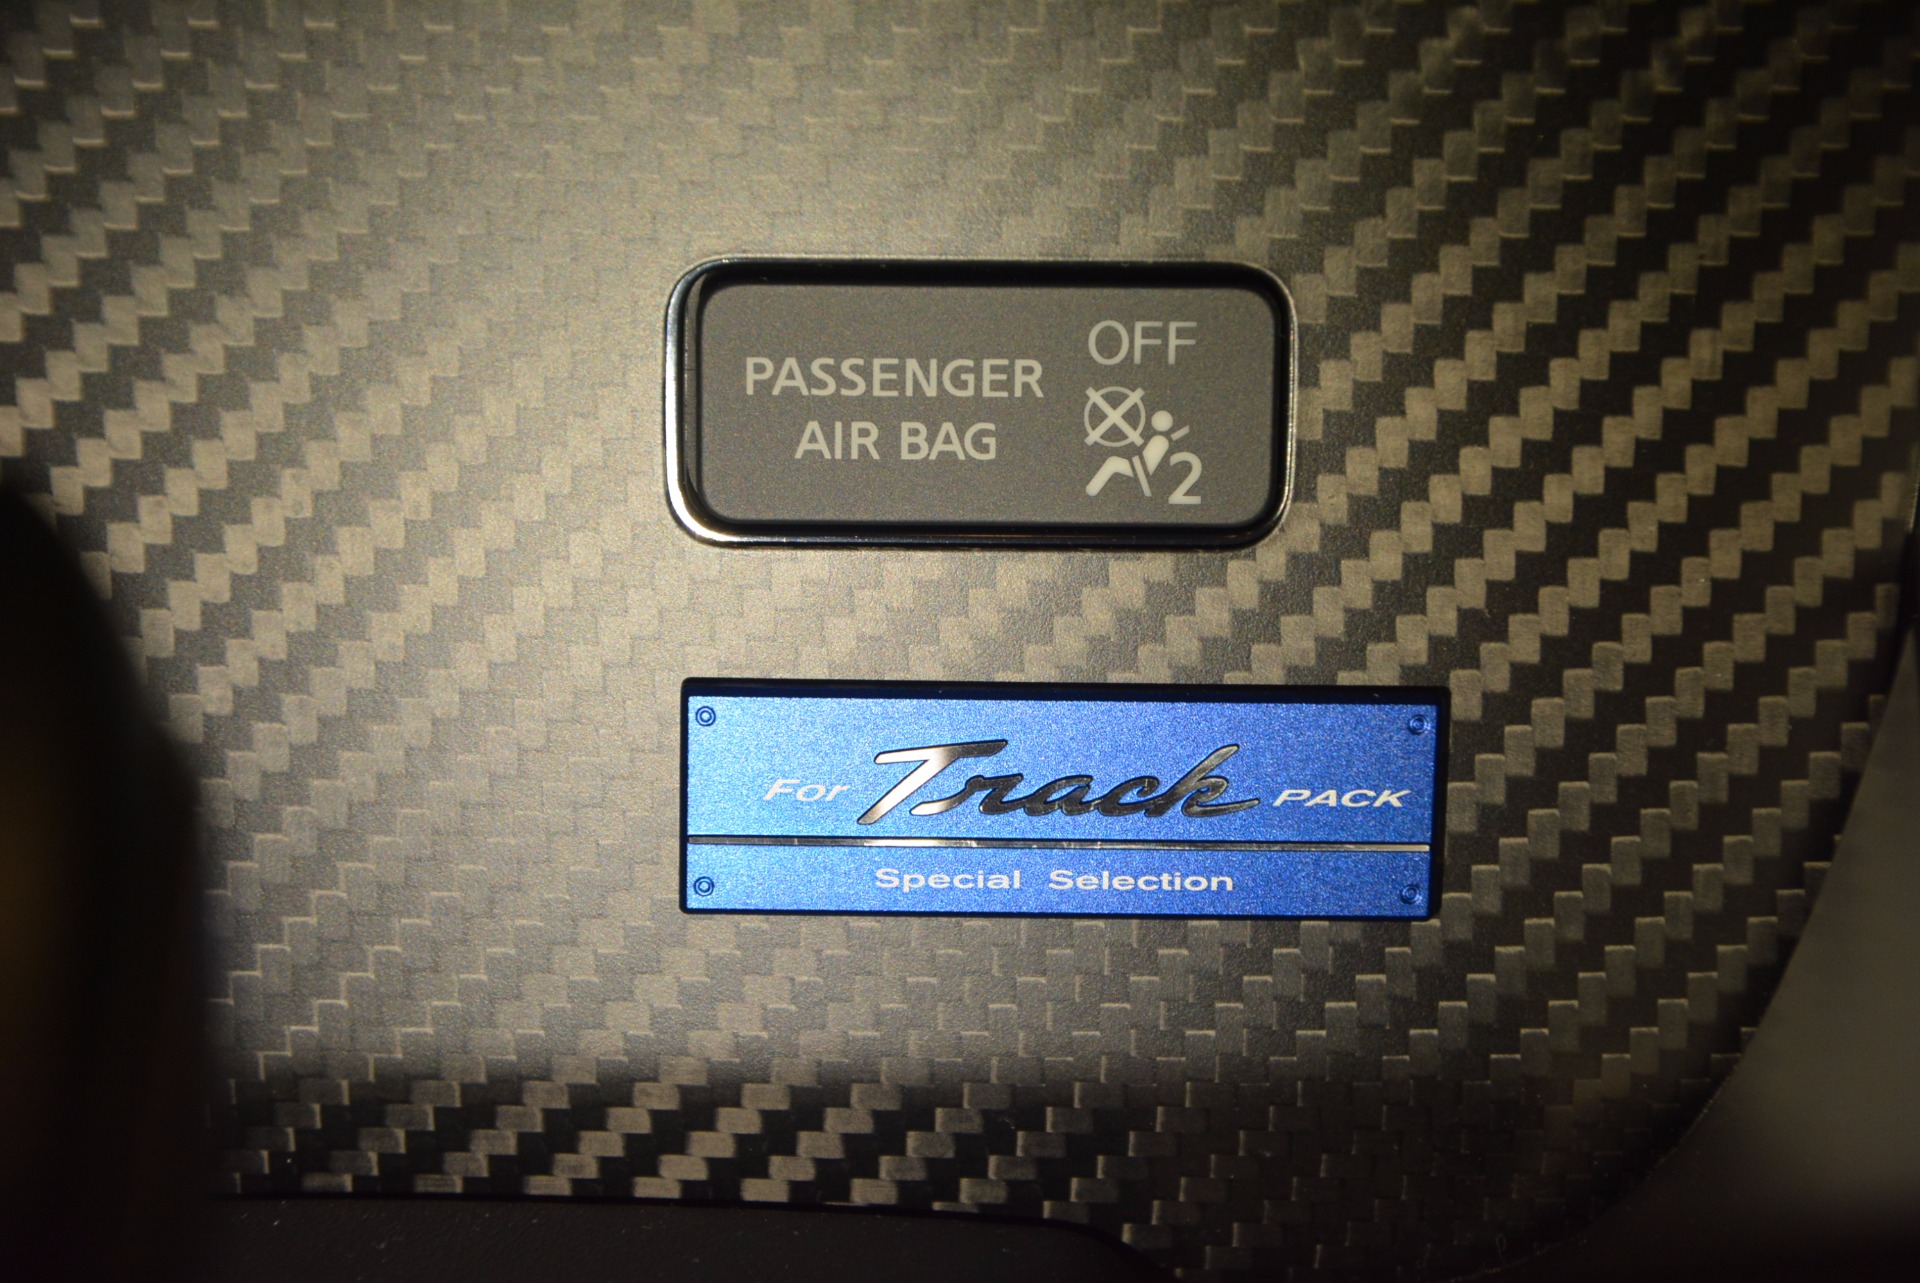 PASSENGER
AIR BAG
OFF
2
For Track PACK
Special Selection